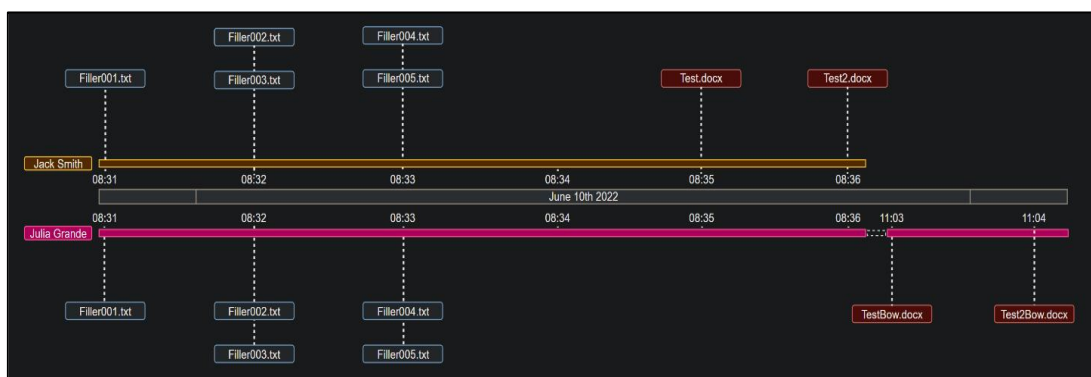 Filler002.txt Filler004.txt
Filler001.txt Filler003.txt Filler005.txt Test.docx Test2.docx
Jack Smith
08:31 08:32 08:33 08:34 08:35 08:36
June 10th 2022
08:31 08:32 08:33 08:34 08:35 08:36 11:03 11:04
Julia Grande
Filler001.txt Filler002.txt Filler004.txt TestBow.docx Test2Bow.docx
Filler003.txt Filler005.txt